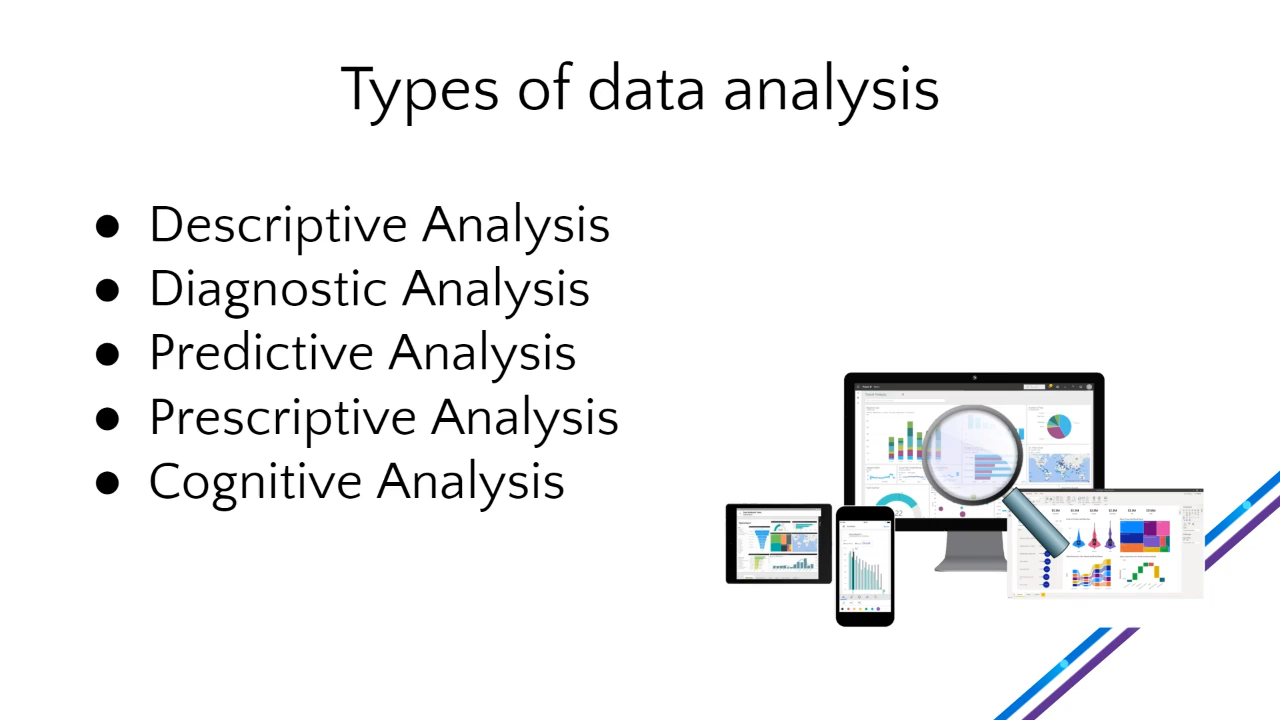 Types of data analysis
● Descriptive Analysis
● Diagnostic Analysis
● Predictive Analysis
● Prescriptive Analysis
● Cognitive Analysis